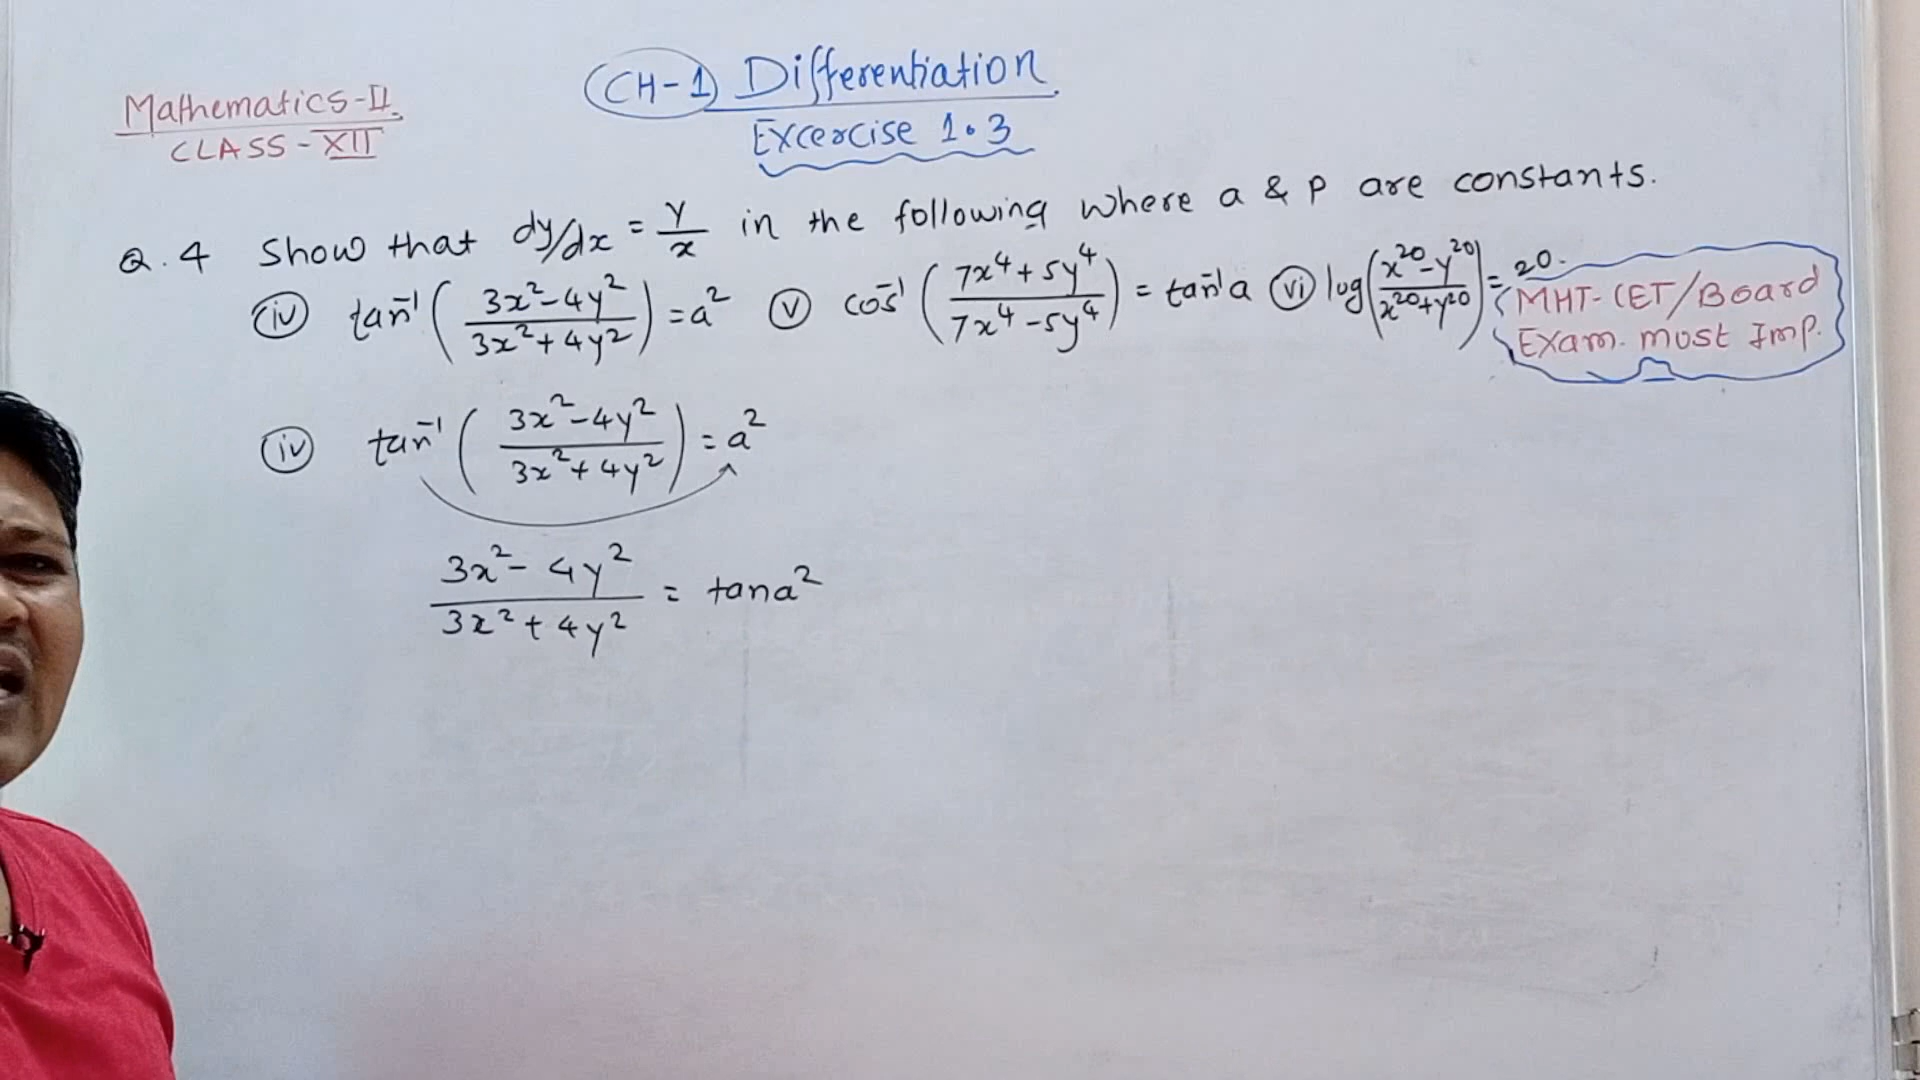 Mathematics-II.
CLASS-XII
CH-1 Differentiation
Excercise 1.3
Q.4 Show that dy/dx = y/x in the following where a & p are constants.
(iv) tan⁻¹ ( (3x²-4y²)/(3x²+4y²) ) = a² (v) cos⁻¹ ( (7x⁴+5y⁴)/(7x⁴-5y⁴) ) = tan⁻¹a (vi) log( (x²⁰-y²⁰)/(x²⁰+y²⁰) ) = 20.
MHT-CET/Board
Exam. most Imp.
(iv) tan⁻¹ ( (3x²-4y²)/(3x²+4y²) ) = a²
(3x²-4y²)/(3x²+4y²) = tana²